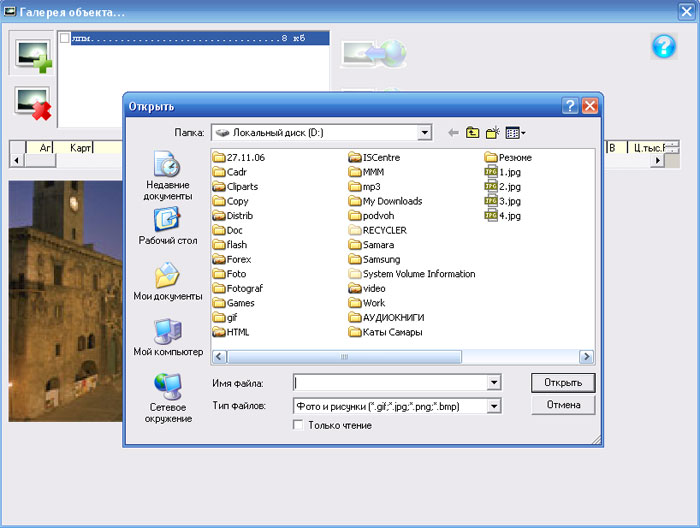 Галерея объекта...
лпм................................8 кб
Открыть
Папка:
Локальный диск (D:)
Аг
Карт
В
Ц.тыс.
Недавние документы
Рабочий стол
Мои документы
Мой компьютер
Сетевое окружение
27.11.06
Cadr
Cliparts
Copy
Distrib
Doc
flash
Forex
Foto
Fotograf
Games
gif
HTML
ISCentre
MMM
mp3
My Downloads
podvoh
RECYCLER
Samara
Samsung
System Volume Information
video
Work
АУДИОКНИГИ
Каты Самары
Резюме
1.jpg
2.jpg
3.jpg
4.jpg
Имя файла:
Открыть
Тип файлов:
Фото и рисунки (*.gif;*.jpg;*.png;*.bmp)
Отмена
Только чтение